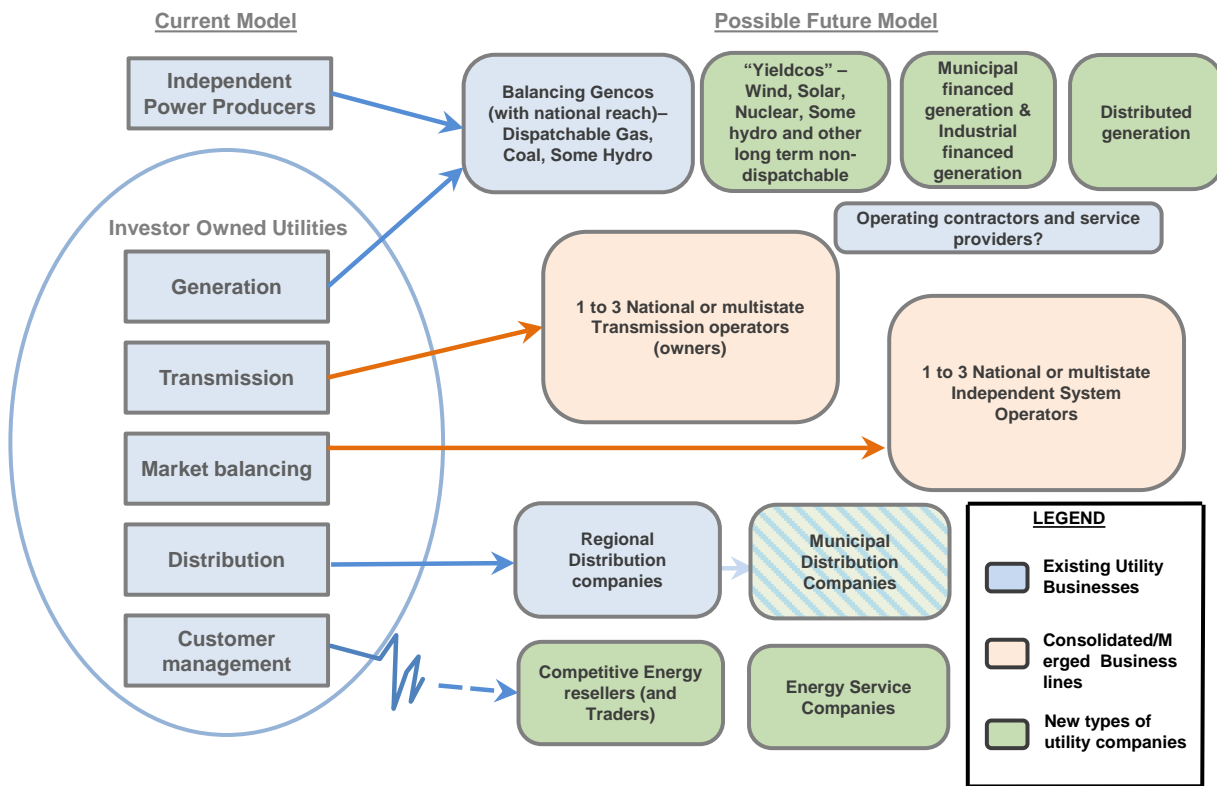 Current Model
Possible Future Model
Independent
Power Producers
Balancing Gencos
(with national reach)–
Dispatchable Gas,
Coal, Some Hydro
“Yieldcos” –
Wind, Solar,
Nuclear, Some
hydro and other
long term non-
dispatchable
Municipal
financed
generation &
Industrial
financed
generation
Distributed
generation
Operating contractors and service
providers?
Investor Owned Utilities
Generation
Transmission
Market balancing
Distribution
Customer
management
1 to 3 National or multistate
Transmission operators
(owners)
1 to 3 National or multistate
Independent System
Operators
Regional
Distribution
companies
Municipal
Distribution
Companies
Competitive Energy
resellers (and
Traders)
Energy Service
Companies
LEGEND
Existing Utility
Businesses
Consolidated/M
erged Business
lines
New types of
utility companies